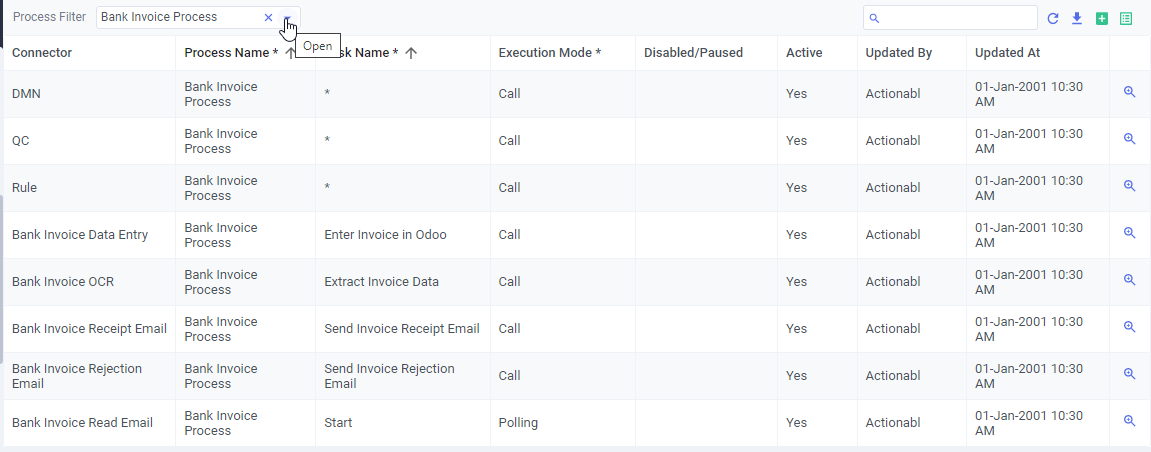 Process Filter Bank Invoice Process
Open
Connector Process Name * sk Name * Execution Mode * Disabled/Paused Active Updated By Updated At
DMN Bank Invoice Process * Call Yes Actionabl 01-Jan-2001 10:30 AM
QC Bank Invoice Process * Call Yes Actionabl 01-Jan-2001 10:30 AM
Rule Bank Invoice Process * Call Yes Actionabl 01-Jan-2001 10:30 AM
Bank Invoice Data Entry Bank Invoice Process Enter Invoice in Odoo Call Yes Actionabl 01-Jan-2001 10:30 AM
Bank Invoice OCR Bank Invoice Process Extract Invoice Data Call Yes Actionabl 01-Jan-2001 10:30 AM
Bank Invoice Receipt Email Bank Invoice Process Send Invoice Receipt Email Call Yes Actionabl 01-Jan-2001 10:30 AM
Bank Invoice Rejection Email Bank Invoice Process Send Invoice Rejection Email Call Yes Actionabl 01-Jan-2001 10:30 AM
Bank Invoice Read Email Bank Invoice Process Start Polling Yes Actionabl 01-Jan-2001 10:30 AM